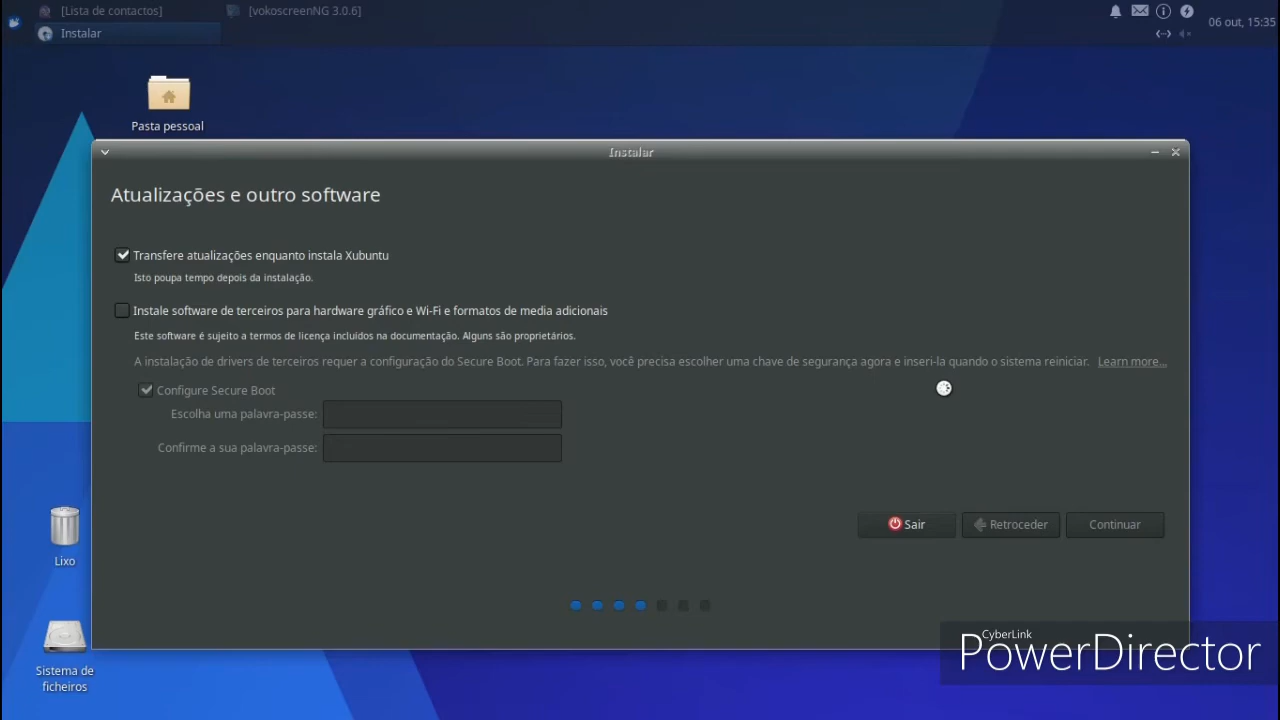 [Lista de contactos]
[vokoscreenNG 3.0.6]
Instalar
06 out, 15:35
Pasta pessoal
Instalar
Atualizações e outro software
Transfere atualizações enquanto instala Xubuntu
Isto poupa tempo depois da instalação.
Instale software de terceiros para hardware gráfico e Wi-Fi e formatos de media adicionais
Este software é sujeito a termos de licença incluídos na documentação. Alguns são proprietários.
A instalação de drivers de terceiros requer a configuração do Secure Boot. Para fazer isso, você precisa escolher uma chave de segurança agora e inseri-la quando o sistema reiniciar. Learn more...
Configure Secure Boot
Escolha uma palavra-passe:
Confirme a sua palavra-passe:
Sair
Retroceder
Continuar
Lixo
Sistema de
ficheiros
CyberLink
PowerDirector